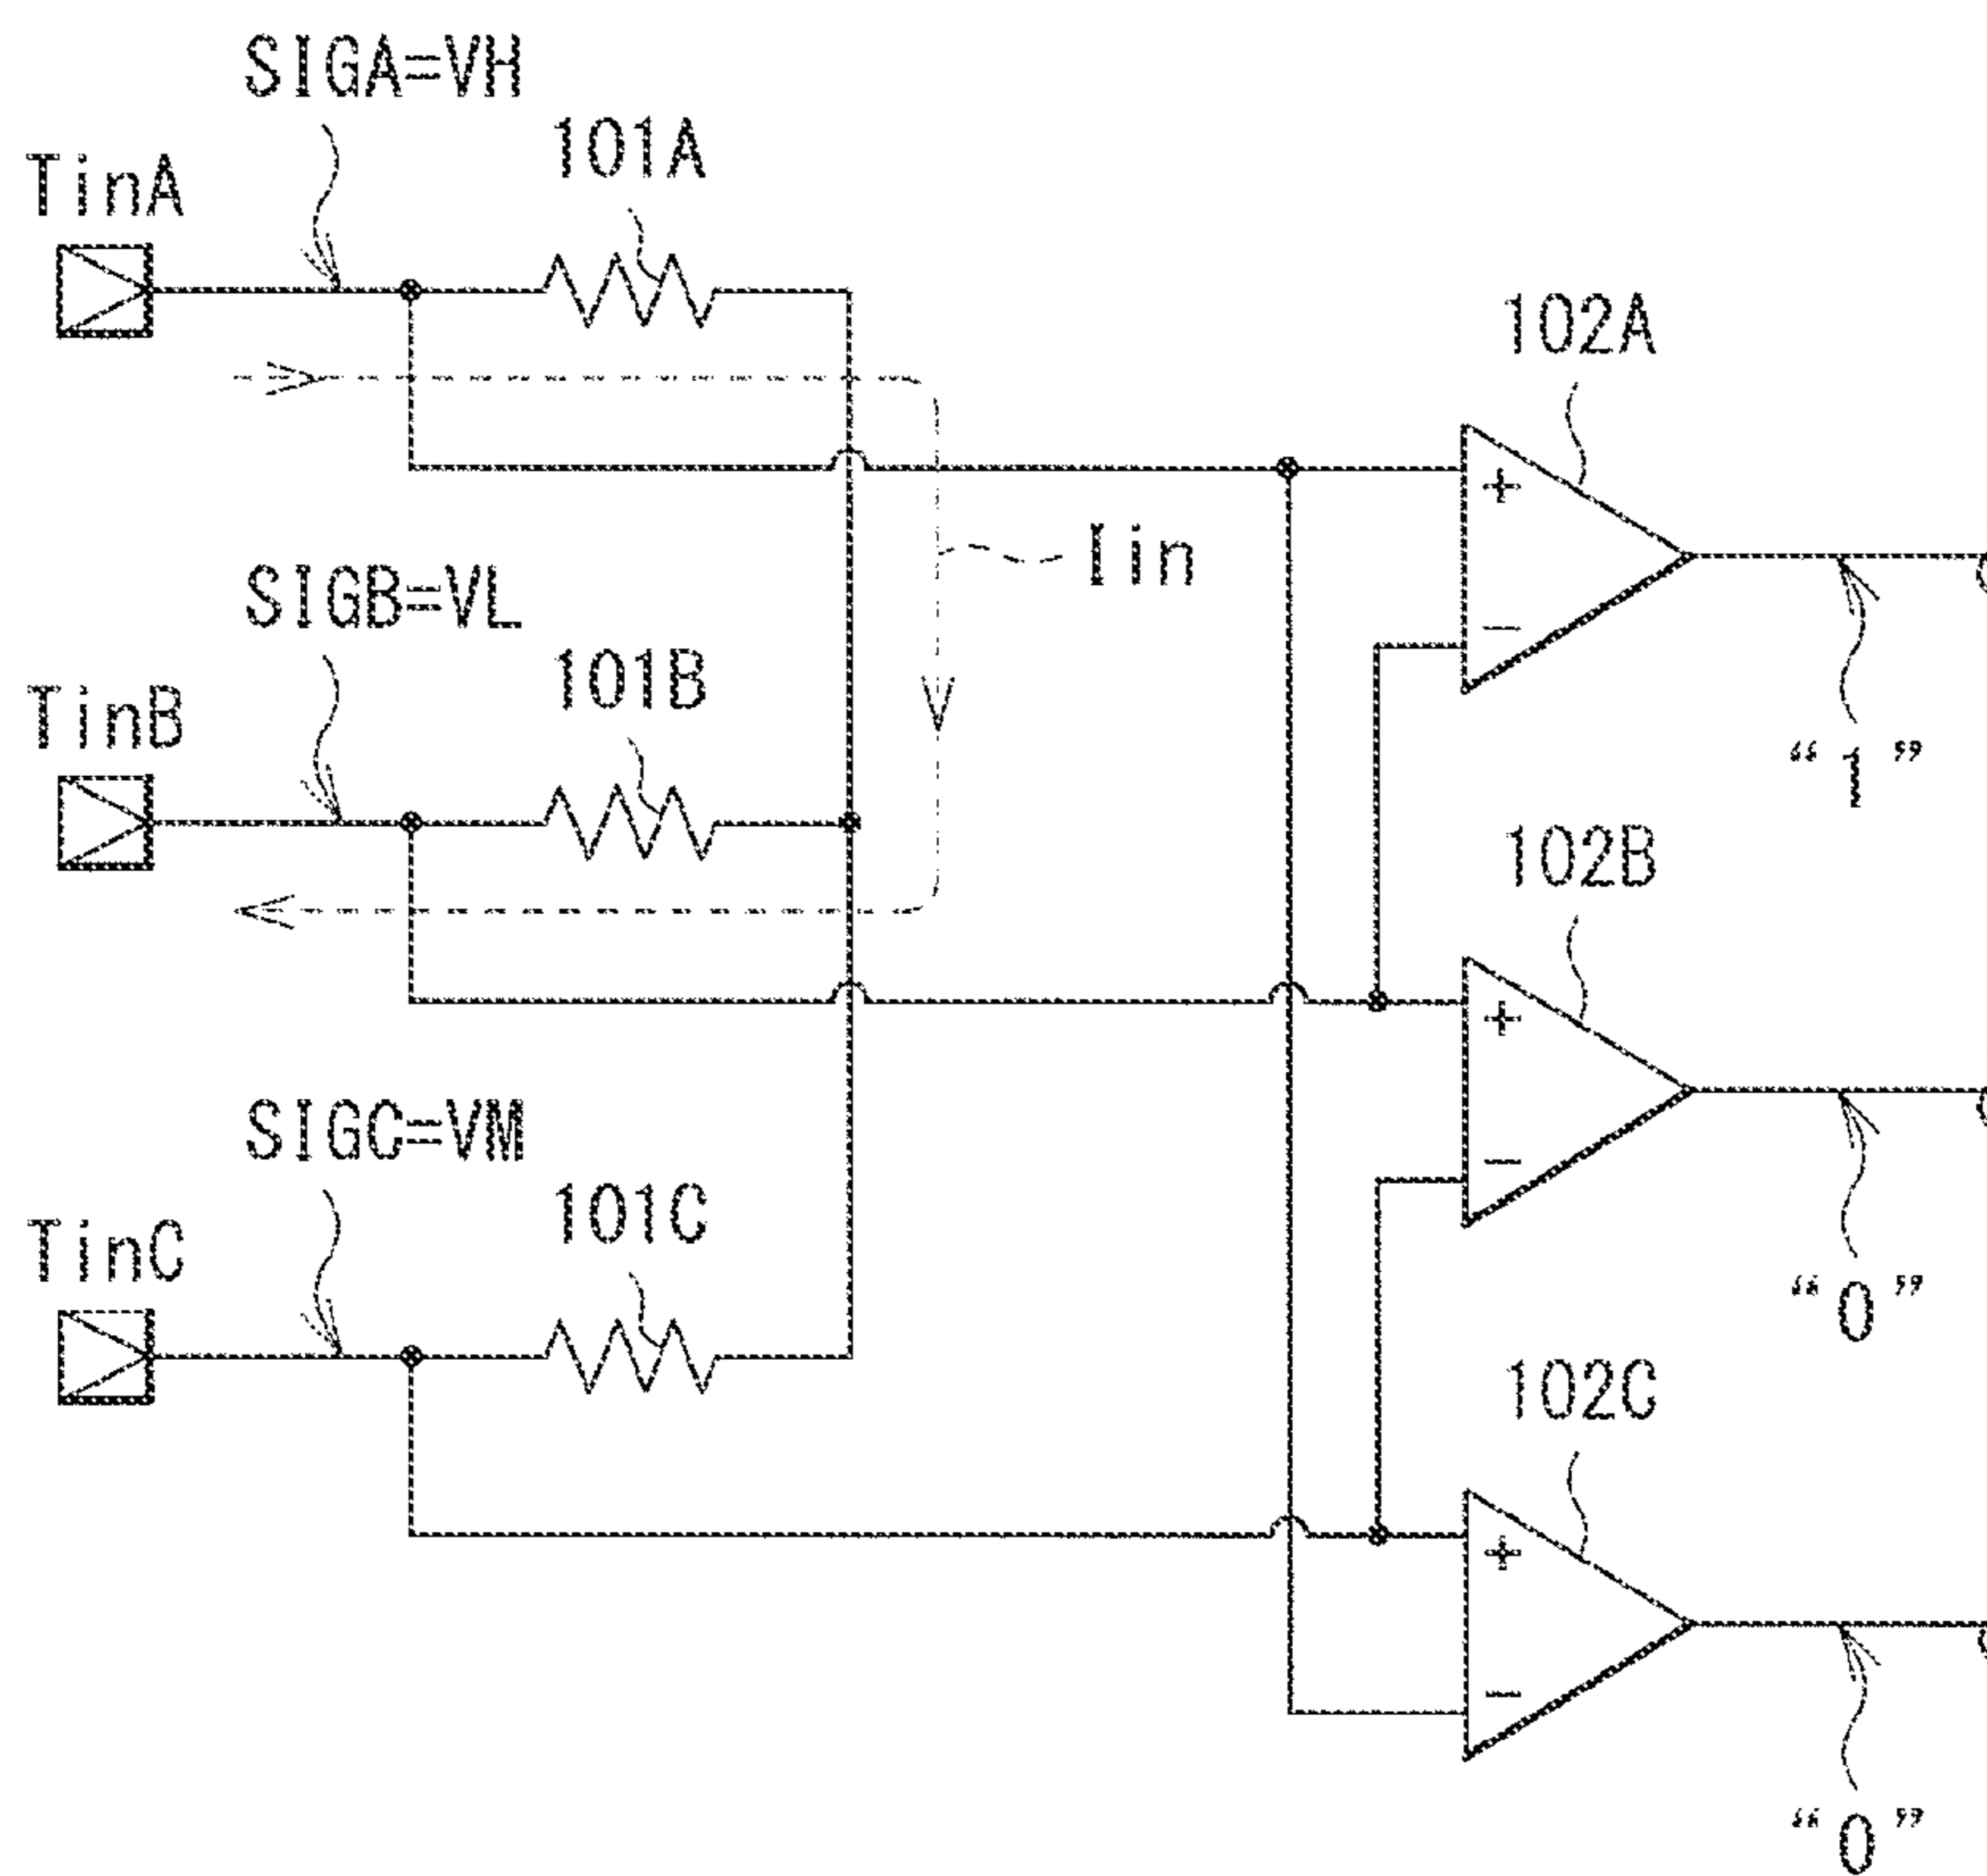 SIGA=VH
101A
TinA
102A
+
Iin
SIGB=VL
−
101B
TinB
“1”
102B
+
SIGC=VM
−
101C
TinC
“0”
102C
+
−
“0”